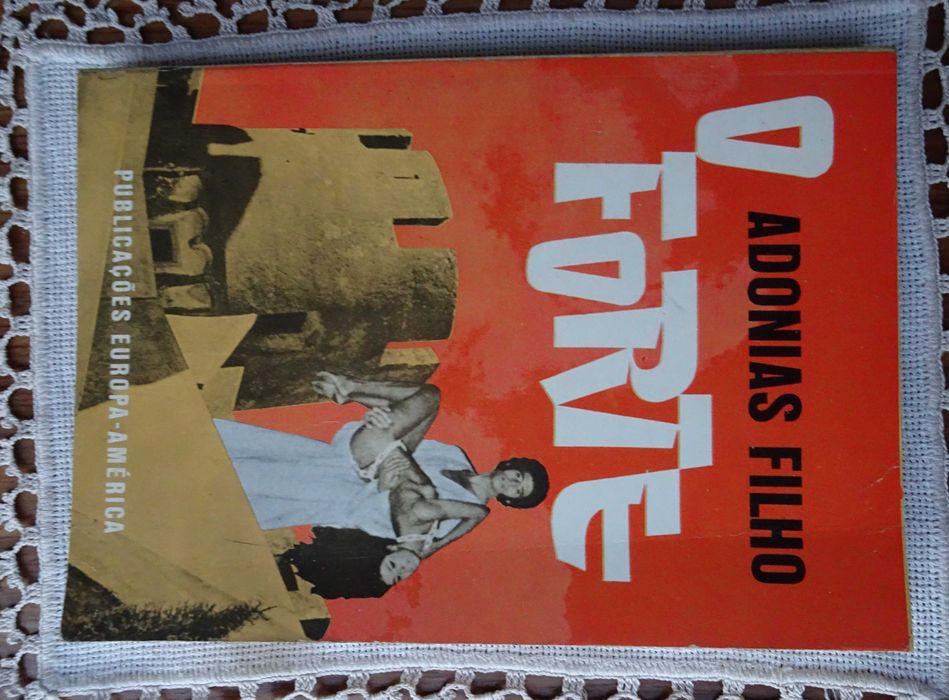 O
ADONIAS FILHO
FORTE
PUBLICAÇÕES EUROPA-AMÉRICA